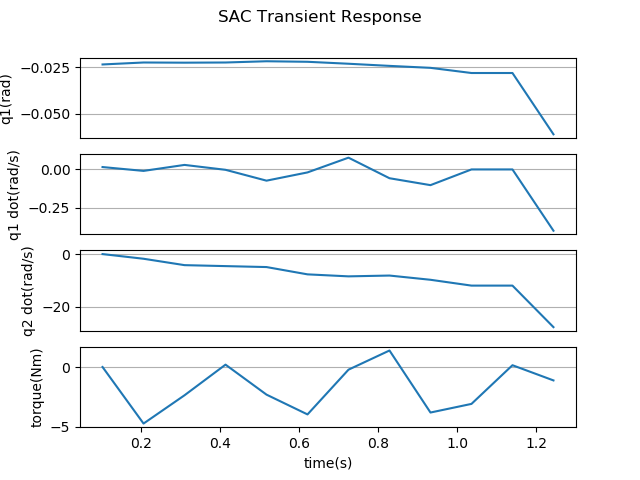 SAC Transient Response
q1(rad)
−0.025
−0.050
q1 dot(rad/s)
0.00
−0.25
q2 dot(rad/s)
0
−20
torque(Nm)
0
−5
0.2 0.4 0.6 0.8 1.0 1.2
time(s)